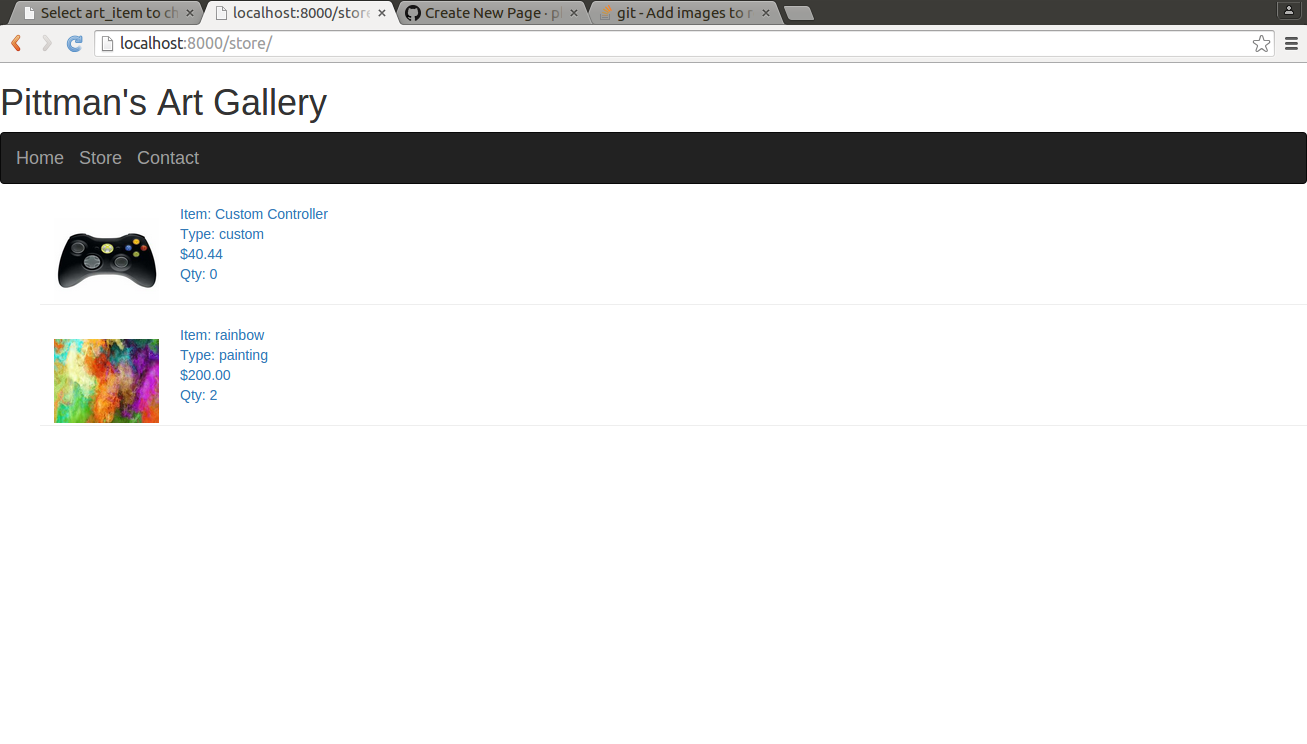 Select art_item to ch
localhost:8000/store
Create New Page · pi
git - Add images to r
localhost:8000/store/
Pittman's Art Gallery
Home Store Contact
Item: Custom Controller
Type: custom
$40.44
Qty: 0
Item: rainbow
Type: painting
$200.00
Qty: 2